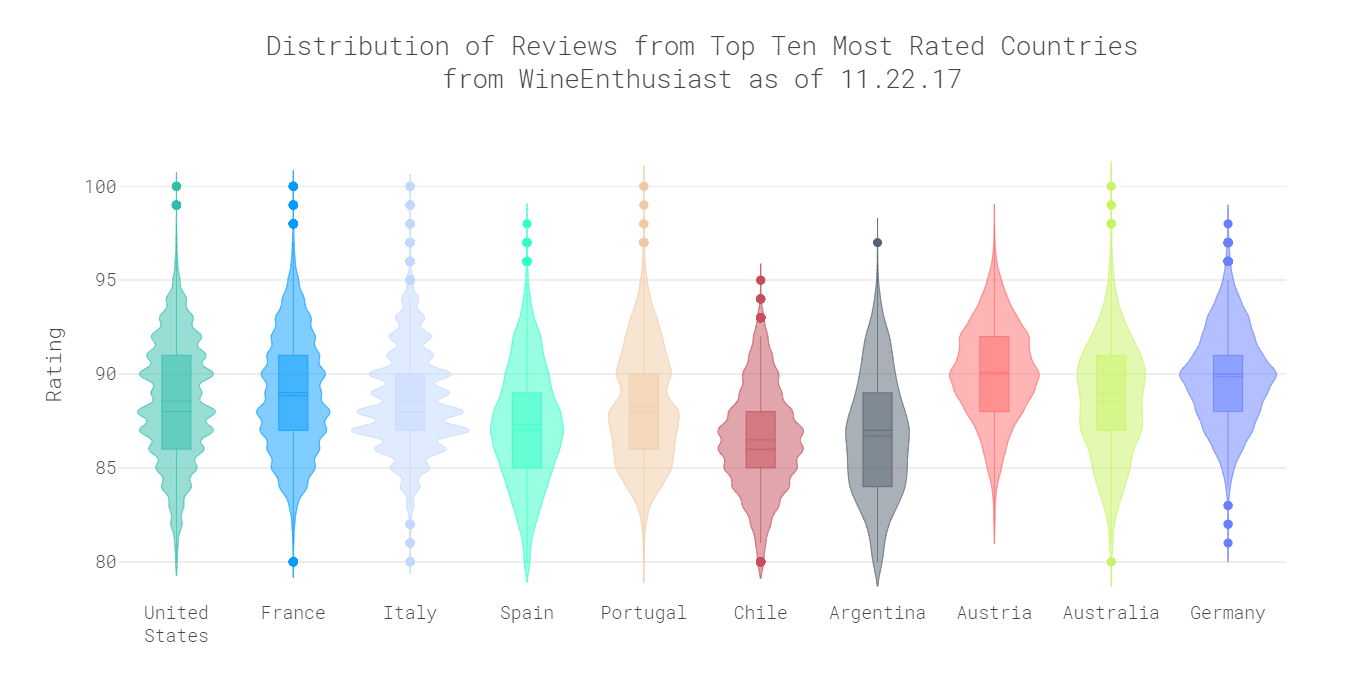 Distribution of Reviews from Top Ten Most Rated Countries
from WineEnthusiast as of 11.22.17
100
95
90
85
80
Rating
United
States
France
Italy
Spain
Portugal
Chile
Argentina
Austria
Australia
Germany